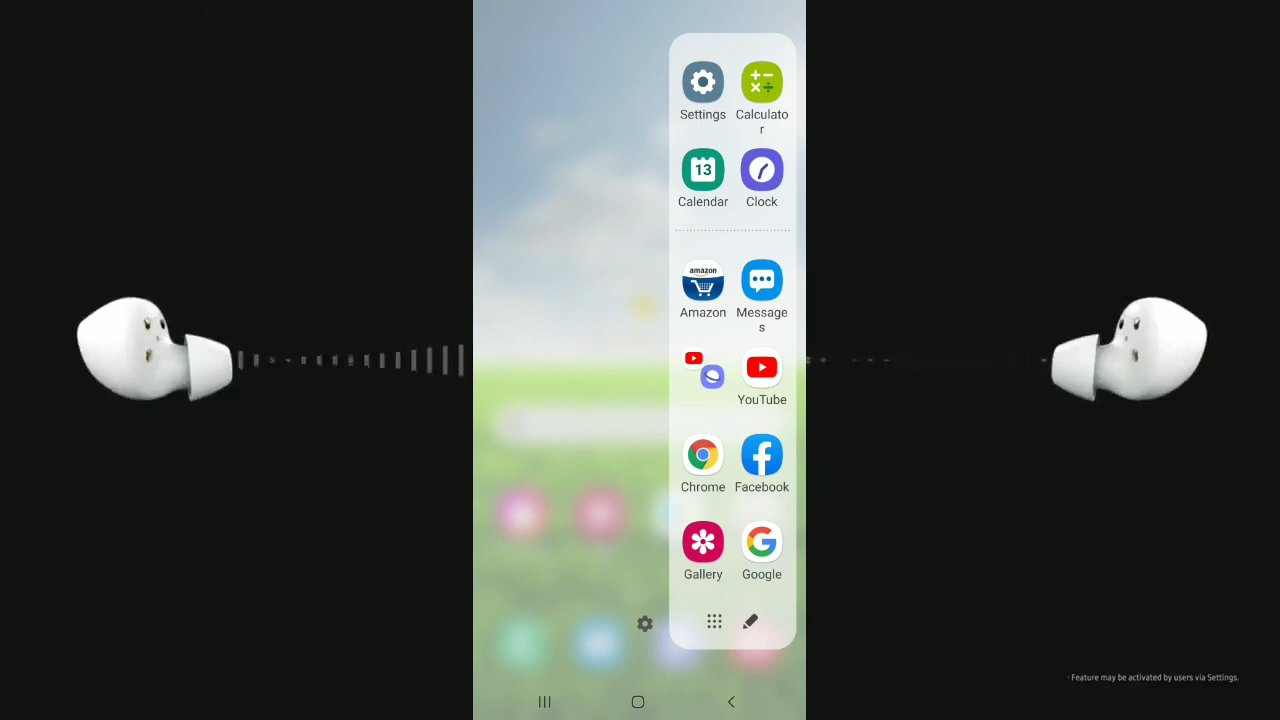 Settings
Calculato
r
13
Calendar
Clock
amazon
Amazon
Message
s
YouTube
Chrome
Facebook
Gallery
Google
· Feature may be activated by users via Settings.